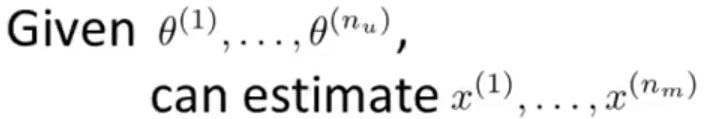 Given θ^{(1)}, . . . , θ^{(n_u)},
can estimate x^{(1)}, . . . , x^{(n_m)}